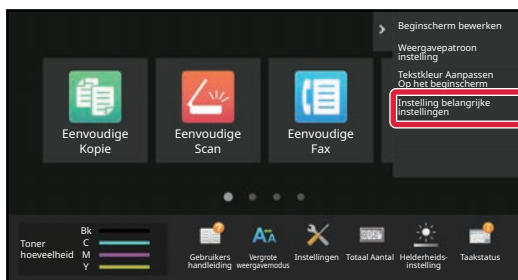 Beginscherm bewerken
Weergavepatroon
instelling
Tekstkleur Aanpassen
Op het beginscherm
Instelling belangrijke
instellingen
Eenvoudige
Kopie
Eenvoudige
Scan
Eenvoudige
Fax
Toner
hoeveelheid
Bk
C
M
Y
Gebruikers
handleiding
Vergrote
weergavemodus
Instellingen
Totaal Aantal
Helderheids-
instelling
Taakstatus